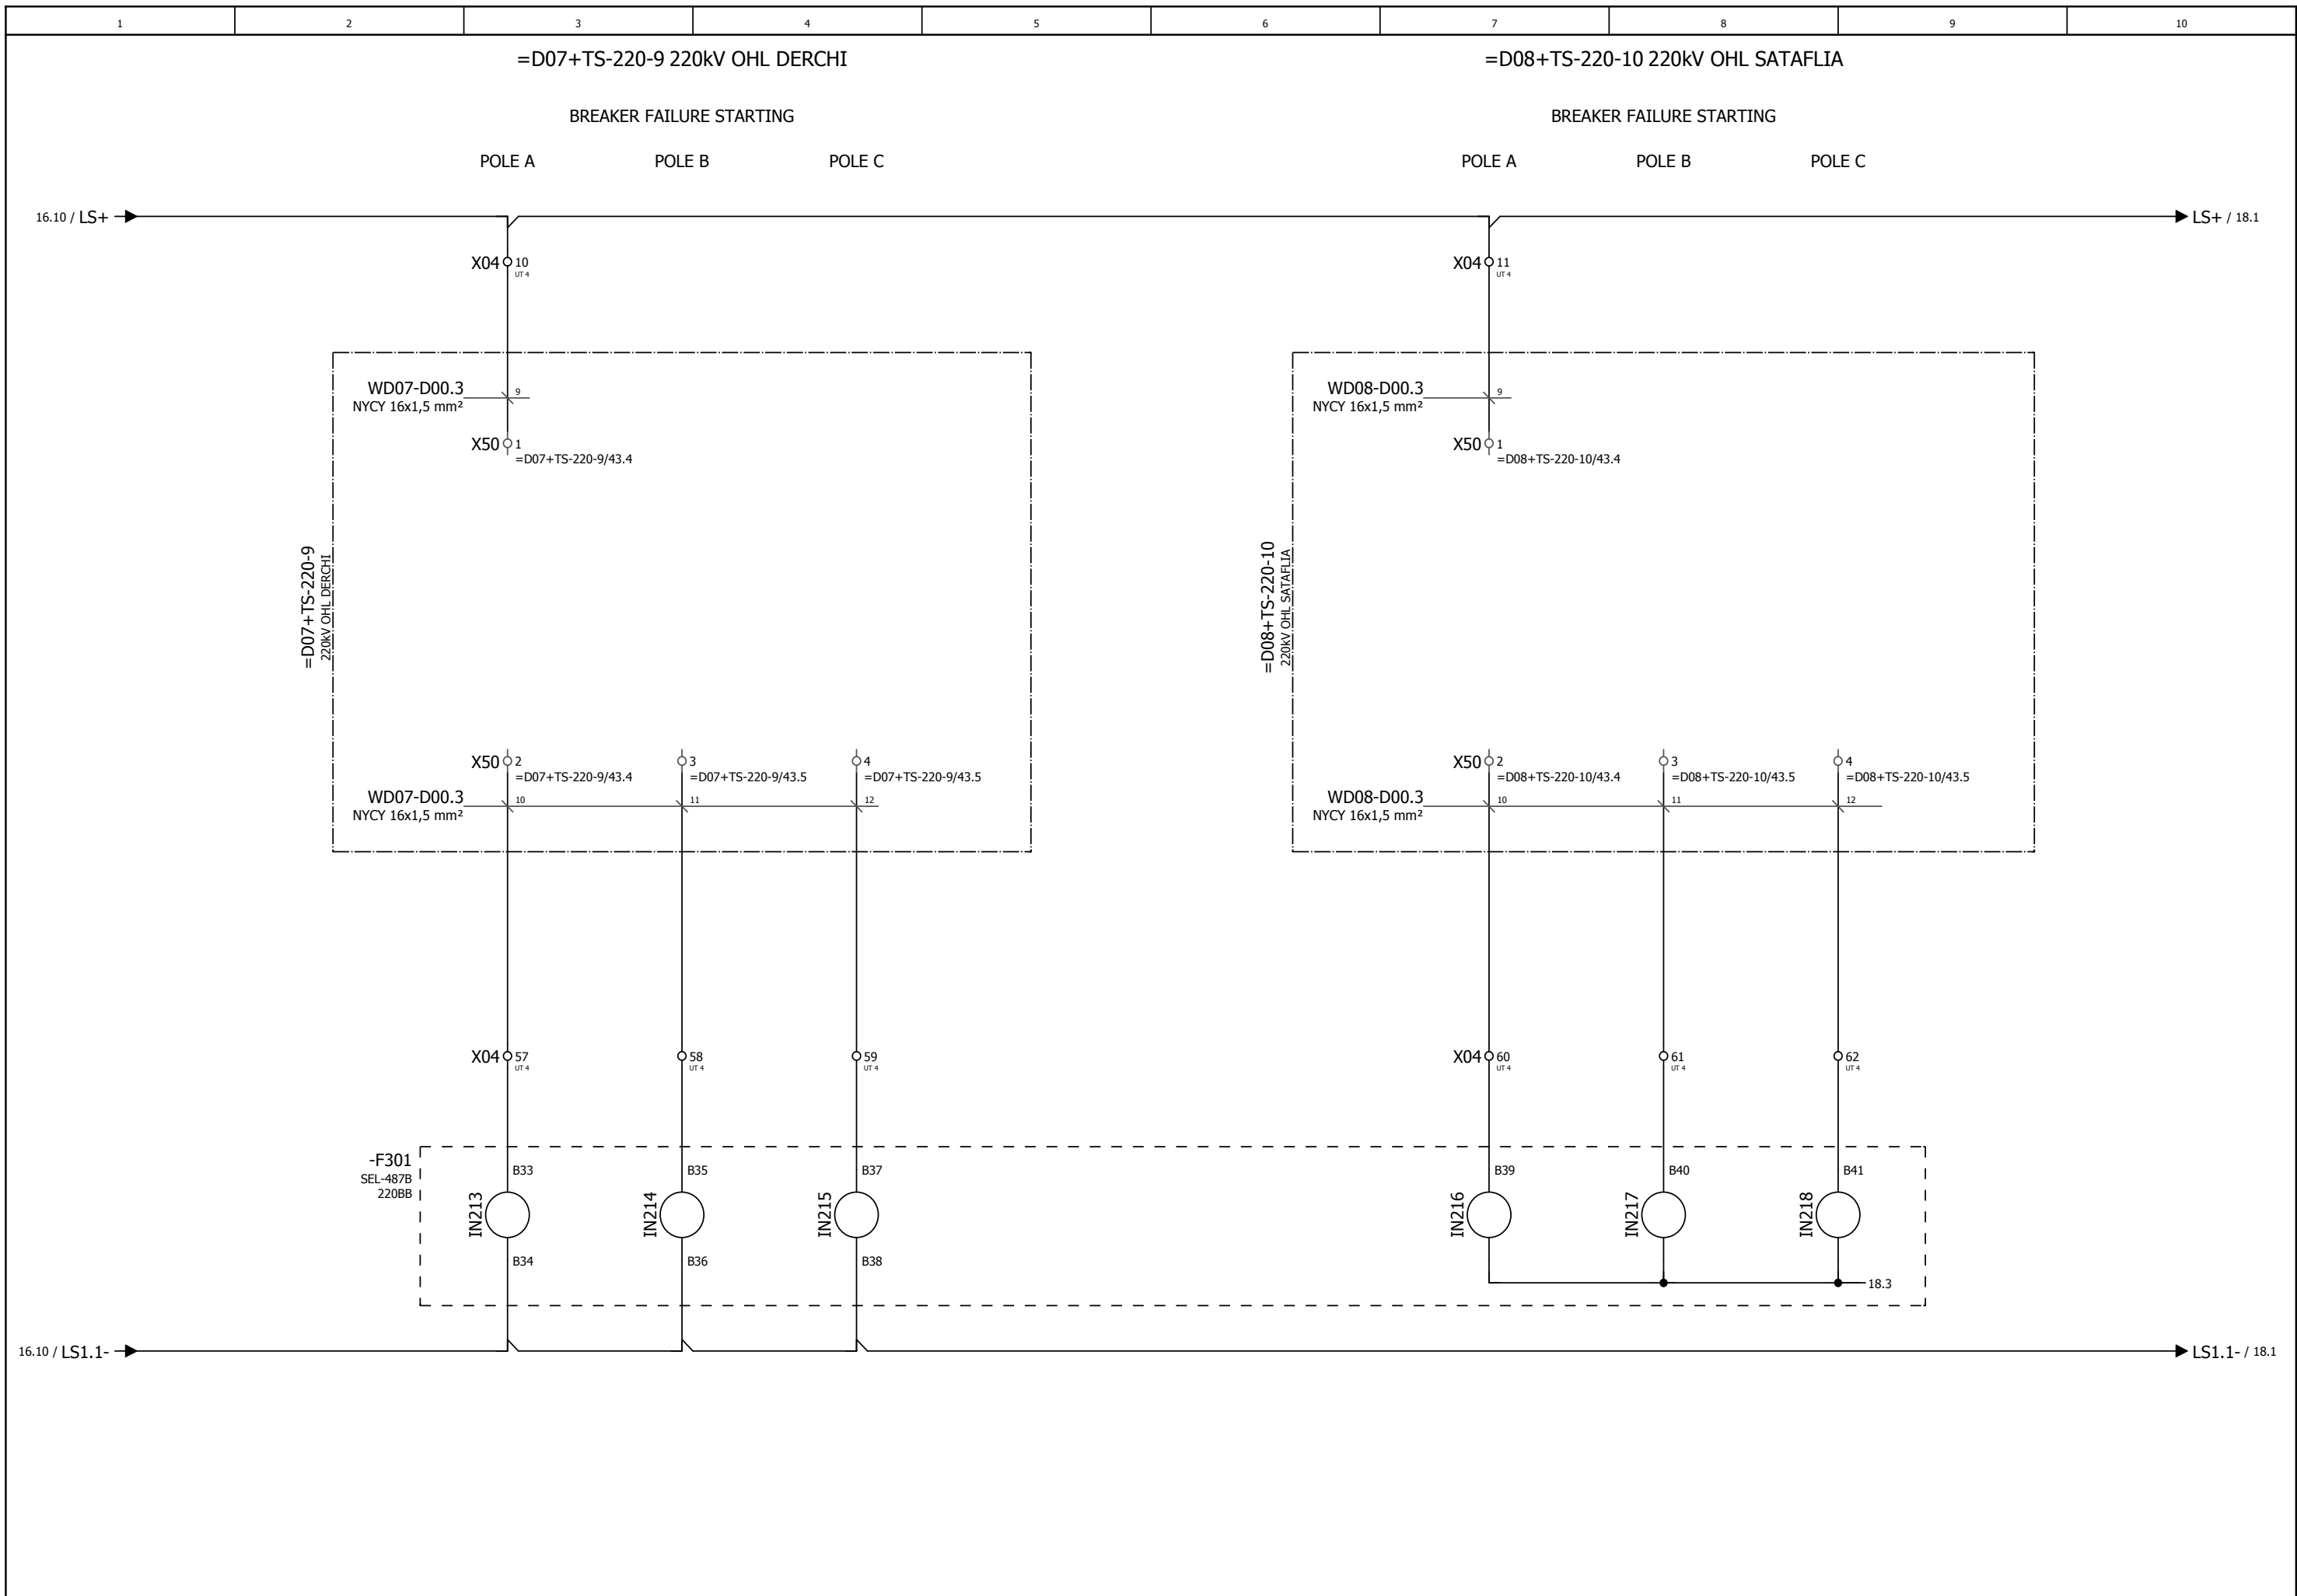 1 2 3 4 5 6 7 8 9 10
=D07+TS-220-9 220kV OHL DERCHI
=D08+TS-220-10 220kV OHL SATAFLIA
BREAKER FAILURE STARTING
BREAKER FAILURE STARTING
POLE A POLE B POLE C
POLE A POLE B POLE C
16.10 / LS+
LS+ / 18.1
X04 10
UT 4
X04 11
UT 4
WD07-D00.3 9
NYCY 16x1,5 mm²
WD08-D00.3 9
NYCY 16x1,5 mm²
X50 1
=D07+TS-220-9/43.4
X50 1
=D08+TS-220-10/43.4
=D07+TS-220-9
220kV OHL DERCHI
=D08+TS-220-10
220kV OHL SATAFLIA
X50 2 3 4
=D07+TS-220-9/43.4 =D07+TS-220-9/43.5 =D07+TS-220-9/43.5
X50 2 3 4
=D08+TS-220-10/43.4 =D08+TS-220-10/43.5 =D08+TS-220-10/43.5
WD07-D00.3 10 11 12
NYCY 16x1,5 mm²
WD08-D00.3 10 11 12
NYCY 16x1,5 mm²
X04 57 58 59
UT 4 UT 4 UT 4
X04 60 61 62
UT 4 UT 4 UT 4
-F301
SEL-487B
220BB
B33 B35 B37
B39 B40 B41
IN213 IN214 IN215
IN216 IN217 IN218
B34 B36 B38
18.3
16.10 / LS1.1-
LS1.1- / 18.1